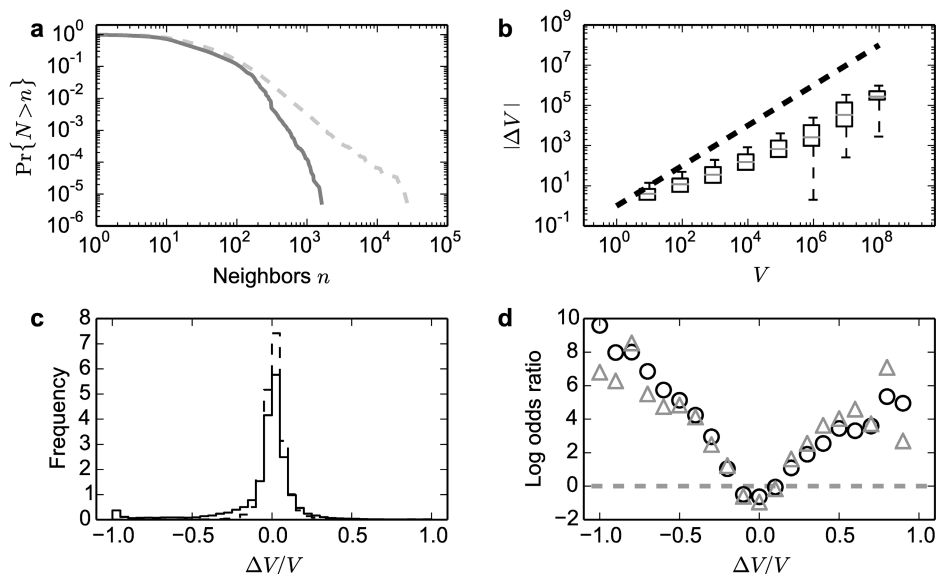 a
10^0
10^-1
10^-2
10^-3
10^-4
10^-5
10^-6
Pr{N>n}
10^0 10^1 10^2 10^3 10^4 10^5
Neighbors n
b
10^9
10^7
10^5
10^3
10^1
10^-1
|ΔV|
10^0 10^2 10^4 10^6 10^8
V
c
8
7
6
5
4
3
2
1
0
Frequency
−1.0 −0.5 0.0 0.5 1.0
ΔV/V
d
10
8
6
4
2
0
−2
Log odds ratio
−1.0 −0.5 0.0 0.5 1.0
ΔV/V